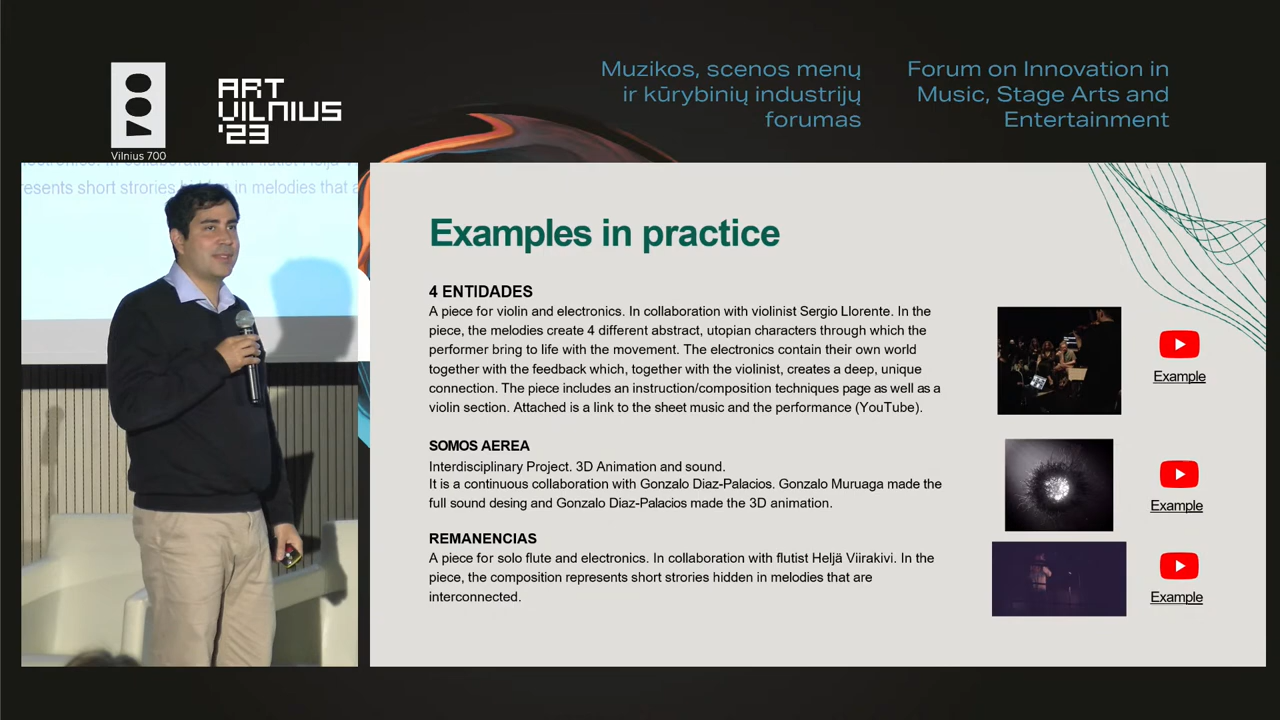 Vilnius 700
ART
VILNIUS
'23
Muzikos, scenos menų
ir kūrybinių industrijų
forumas
Forum on Innovation in
Music, Stage Arts and
Entertainment
resents short strories hidden in melodies that a
Examples in practice
4 ENTIDADES
A piece for violin and electronics. In collaboration with violinist Sergio Llorente. In the
piece, the melodies create 4 different abstract, utopian characters through which the
performer bring to life with the movement. The electronics contain their own world
together with the feedback which, together with the violinist, creates a deep, unique
connection. The piece includes an instruction/composition techniques page as well as a
violin section. Attached is a link to the sheet music and the performance (YouTube).
Example
SOMOS AEREA
Interdisciplinary Project. 3D Animation and sound.
It is a continuous collaboration with Gonzalo Diaz-Palacios. Gonzalo Muruaga made the
full sound desing and Gonzalo Diaz-Palacios made the 3D animation.
Example
REMANENCIAS
A piece for solo flute and electronics. In collaboration with flutist Heljä Viirakivi. In the
piece, the composition represents short strories hidden in melodies that are
interconnected.
Example